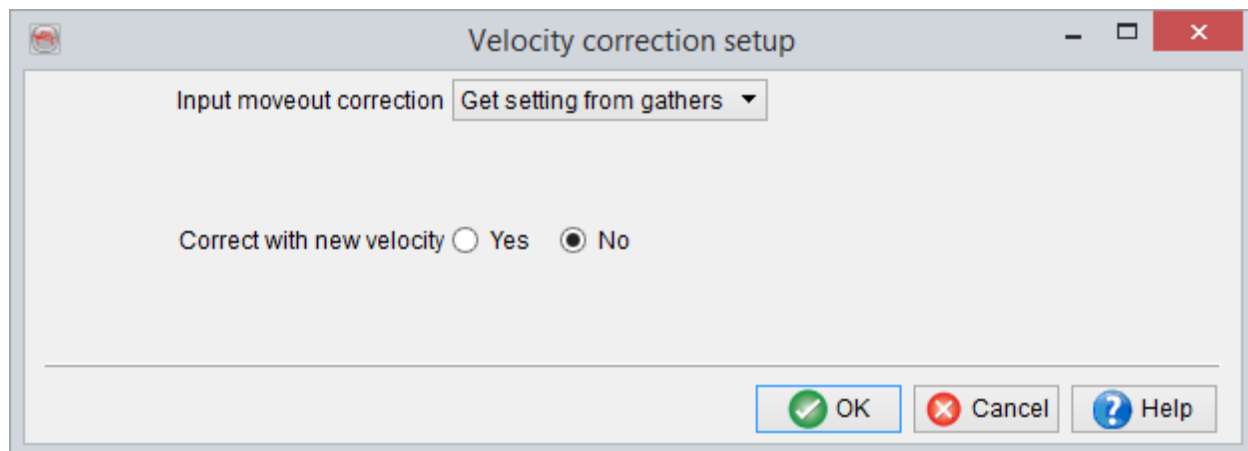 Velocity correction setup
Input moveout correction Get setting from gathers
Correct with new velocity Yes No
OK Cancel Help